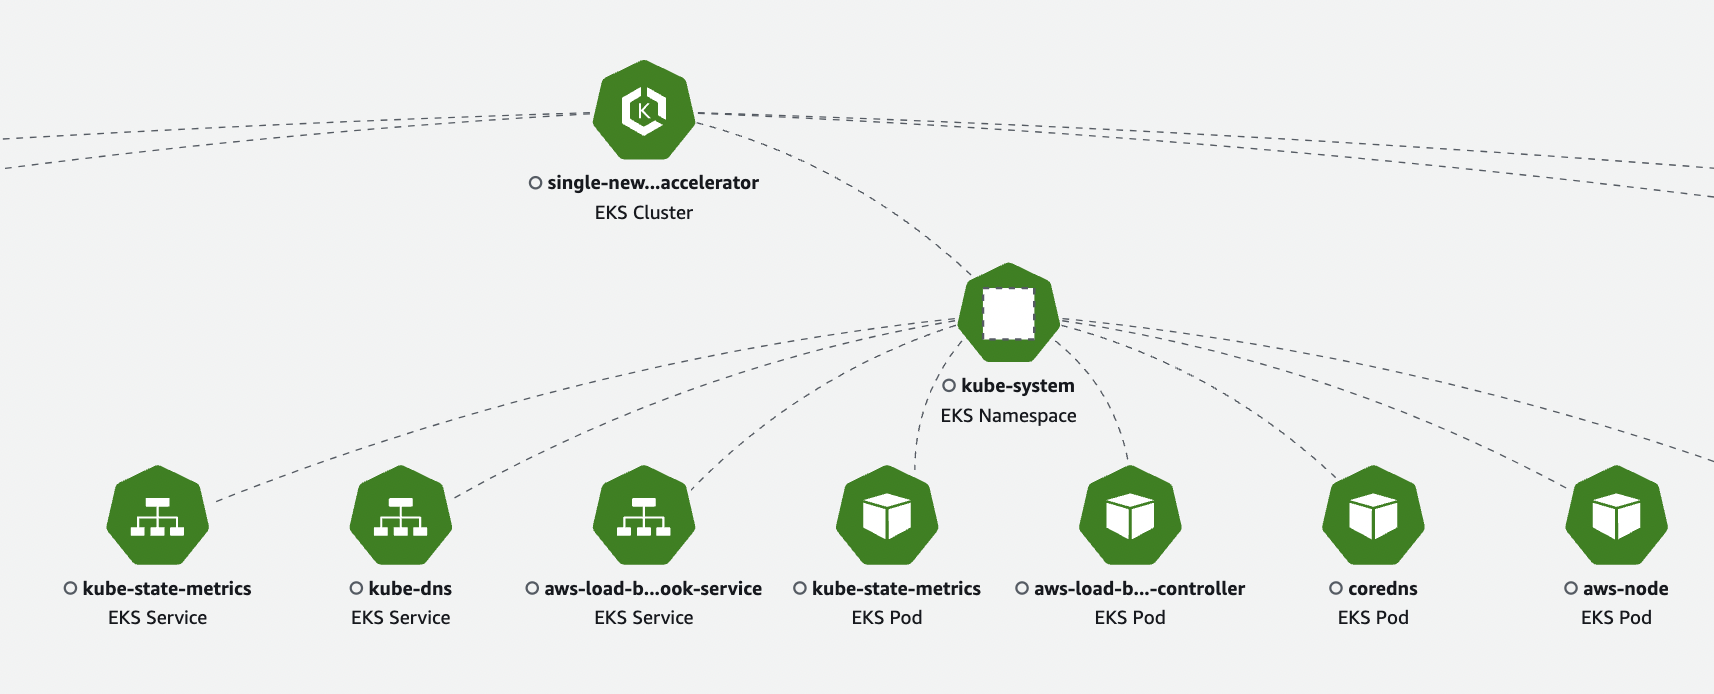 K
single-new...accelerator
EKS Cluster
kube-system
EKS Namespace
kube-state-metrics
EKS Service
kube-dns
EKS Service
aws-load-b...ook-service
EKS Service
kube-state-metrics
EKS Pod
aws-load-b...-controller
EKS Pod
coredns
EKS Pod
aws-node
EKS Pod